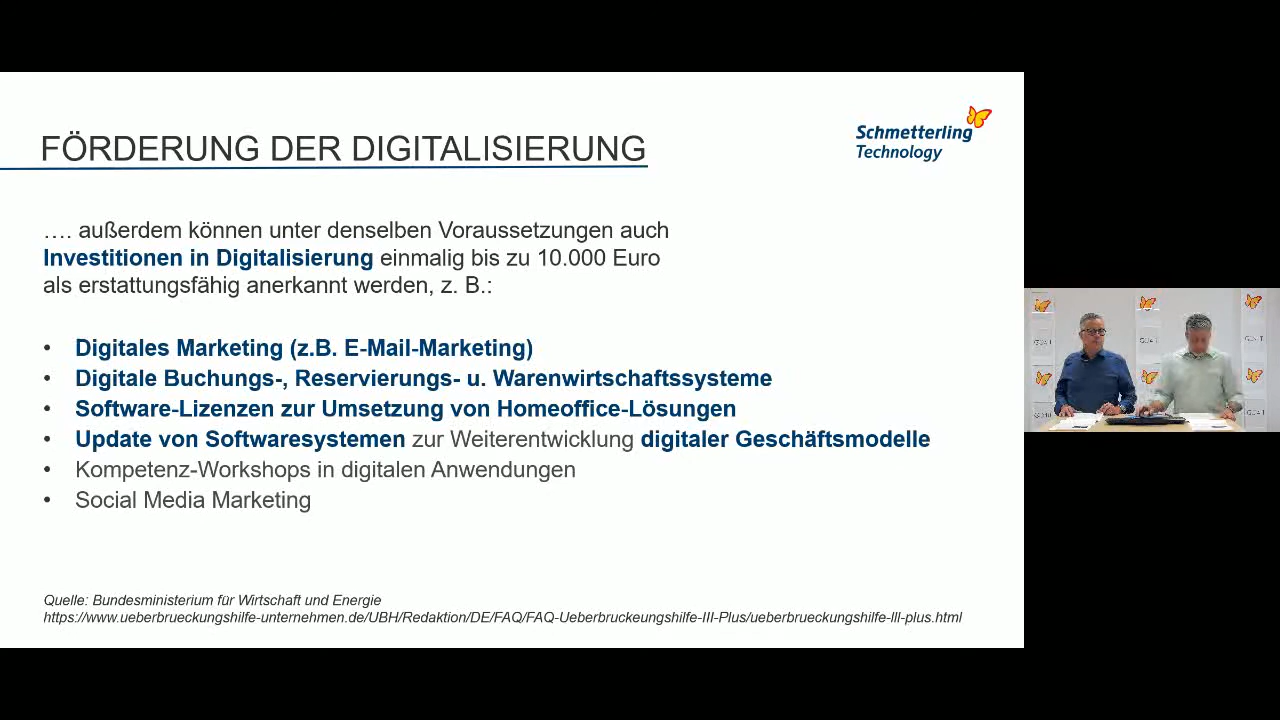 FÖRDERUNG DER DIGITALISIERUNG
Schmetterling
Technology
…. außerdem können unter denselben Voraussetzungen auch
Investitionen in Digitalisierung einmalig bis zu 10.000 Euro
als erstattungsfähig anerkannt werden, z. B.:
• Digitales Marketing (z.B. E-Mail-Marketing)
• Digitale Buchungs-, Reservierungs- u. Warenwirtschaftssysteme
• Software-Lizenzen zur Umsetzung von Homeoffice-Lösungen
• Update von Softwaresystemen zur Weiterentwicklung digitaler Geschäftsmodelle
• Kompetenz-Workshops in digitalen Anwendungen
• Social Media Marketing
Quelle: Bundesministerium für Wirtschaft und Energie
https://www.ueberbrueckungshilfe-unternehmen.de/UBH/Redaktion/DE/FAQ/FAQ-Ueberbruckeungshilfe-III-Plus/ueberbrueckungshilfe-lll-plus.html